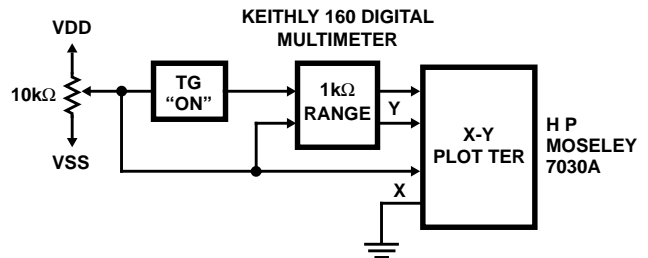 KEITHLY 160 DIGITAL
MULTIMETER
VDD
10kΩ
VSS
TG
“ON”
1kΩ
RANGE
Y
X
X-Y
PLOT TER
H P
MOSELEY
7030A